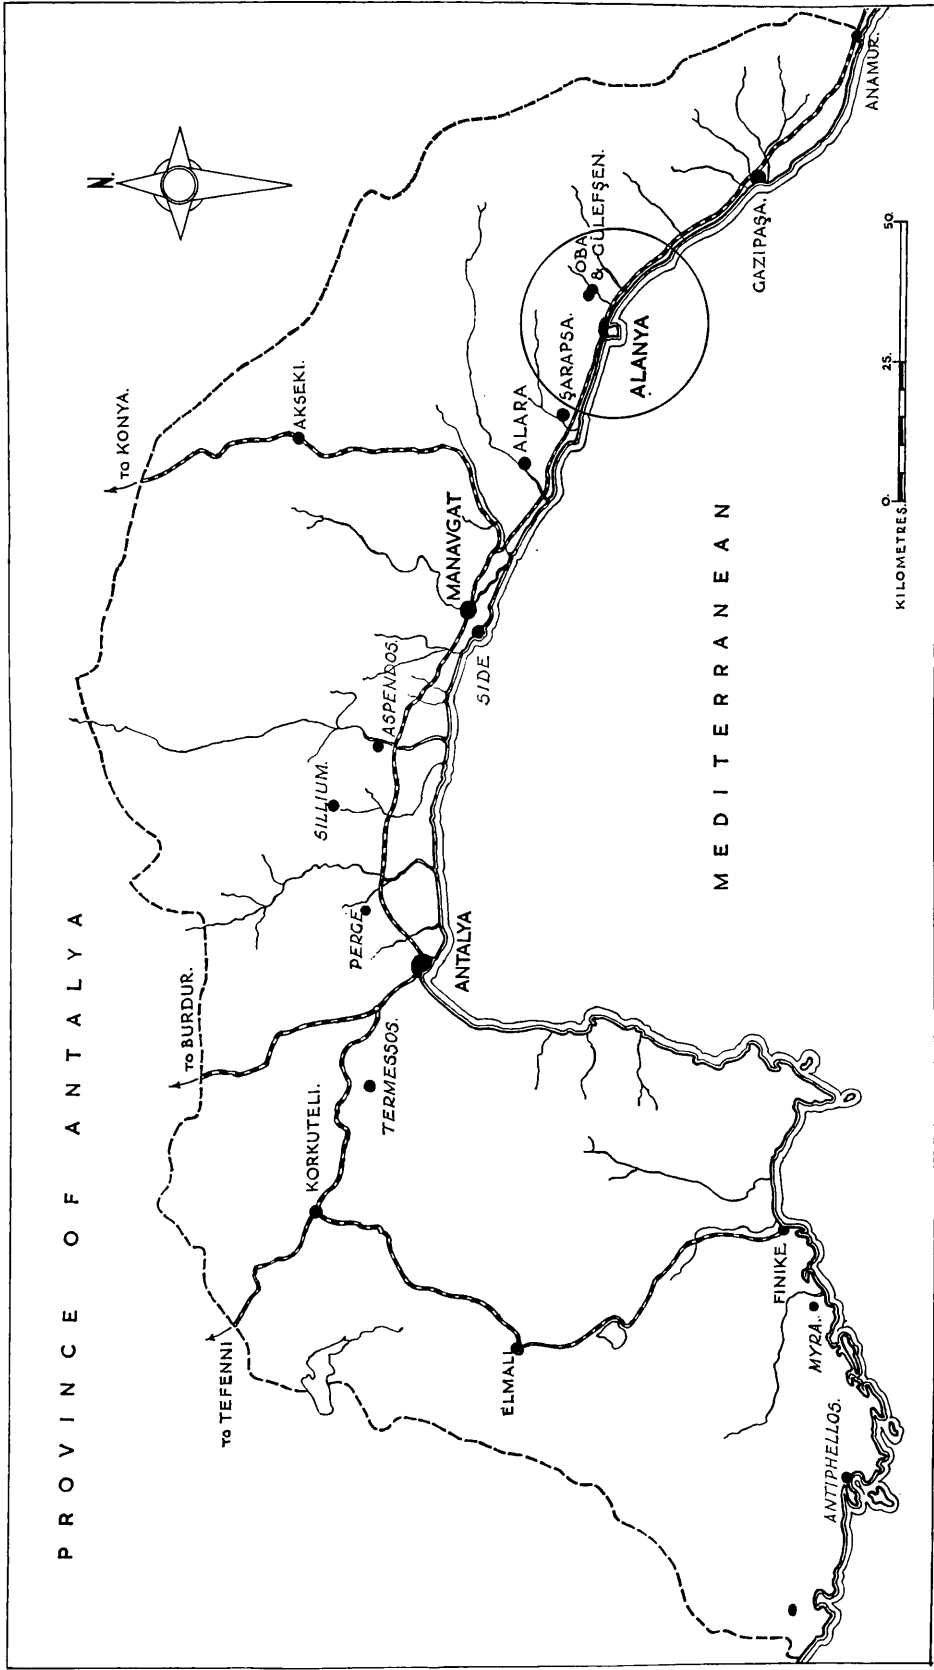 PROVINCE OF ANTALYA
N.
TO KONYA.
AKSEKI.
TO BURDUR.
TO TEFENNI
KORKUTELI.
TERMESSOS.
PERGE
SILLIUM.
ASPENDOS.
MANAVGAT
SIDE
ANTALYA
ALARA
ŞARAPSA.
OBA
& GÜLEFŞEN.
ALANYA
GAZIPAŞA.
ANAMUR.
ELMALI
FINIKE
MYRA.
ANTIPHELLOS.
MEDITERRANEAN
0. 25. 50.
KILOMETRES.